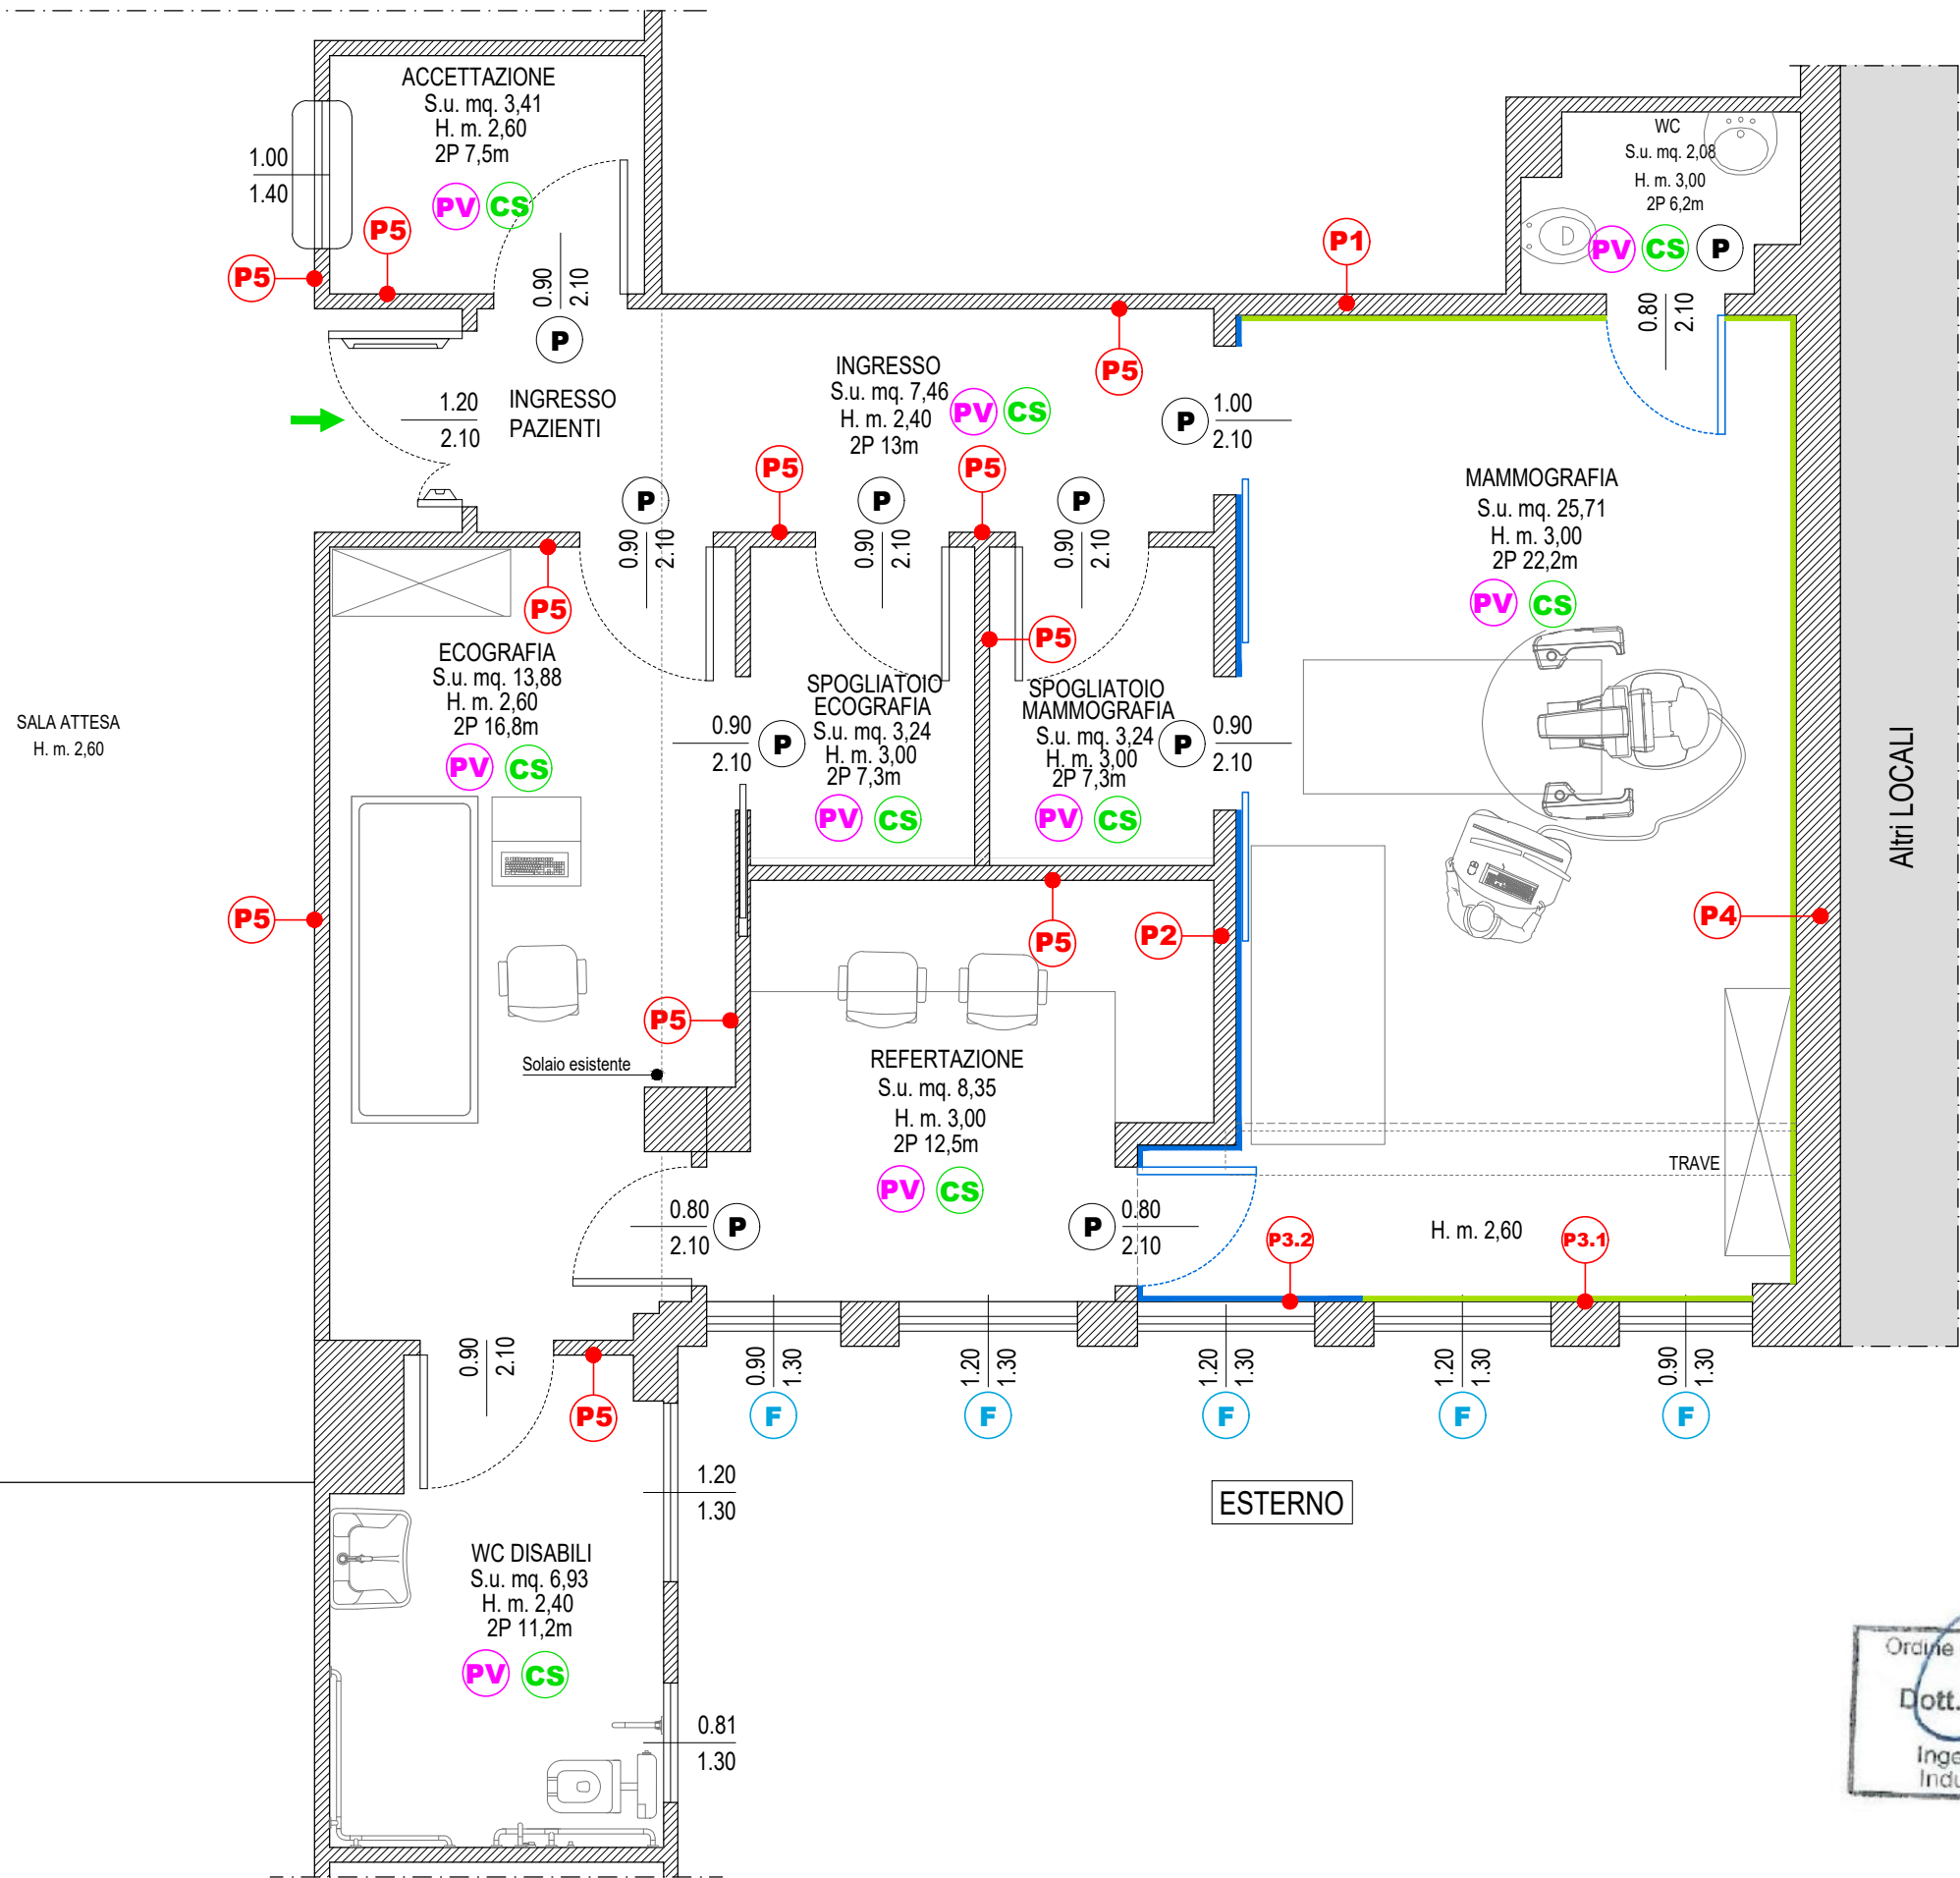 ACCETTAZIONE
S.u. mq. 3,41
H. m. 2,60
2P 7,5m
PV CS
1.00
1.40
P5
P5
0.90
2.10
P
WC
S.u. mq. 2,08
H. m. 3,00
2P 6,2m
PV CS P
0.80
2.10
P1
P5
INGRESSO
PAZIENTI
1.20
2.10
INGRESSO
S.u. mq. 7,46
H. m. 2,40
2P 13m
PV CS
P
1.00
2.10
P5
P5
P
0.90
2.10
P
0.90
2.10
P
0.90
2.10
MAMMOGRAFIA
S.u. mq. 25,71
H. m. 3,00
2P 22,2m
PV CS
P5
P5
ECOGRAFIA
S.u. mq. 13,88
H. m. 2,60
2P 16,8m
PV CS
SPOGLIATOIO
ECOGRAFIA
S.u. mq. 3,24
H. m. 3,00
2P 7,3m
PV CS
SPOGLIATOIO
MAMMOGRAFIA
S.u. mq. 3,24
H. m. 3,00
2P 7,3m
PV CS
0.90
2.10
P
P
0.90
2.10
SALA ATTESA
H. m. 2,60
Altri LOCALI
P5
P5
P2
P4
P5
Solaio esistente
REFERTAZIONE
S.u. mq. 8,35
H. m. 3,00
2P 12,5m
PV CS
TRAVE
0.80
2.10
P
P
0.80
2.10
P3.2
H. m. 2,60
P3.1
0.90
2.10
P5
0.90
1.30
F
1.20
1.30
F
1.20
1.30
F
1.20
1.30
F
0.90
1.30
F
1.20
1.30
ESTERNO
WC DISABILI
S.u. mq. 6,93
H. m. 2,40
2P 11,2m
PV CS
0.81
1.30
Ordine
Dott.